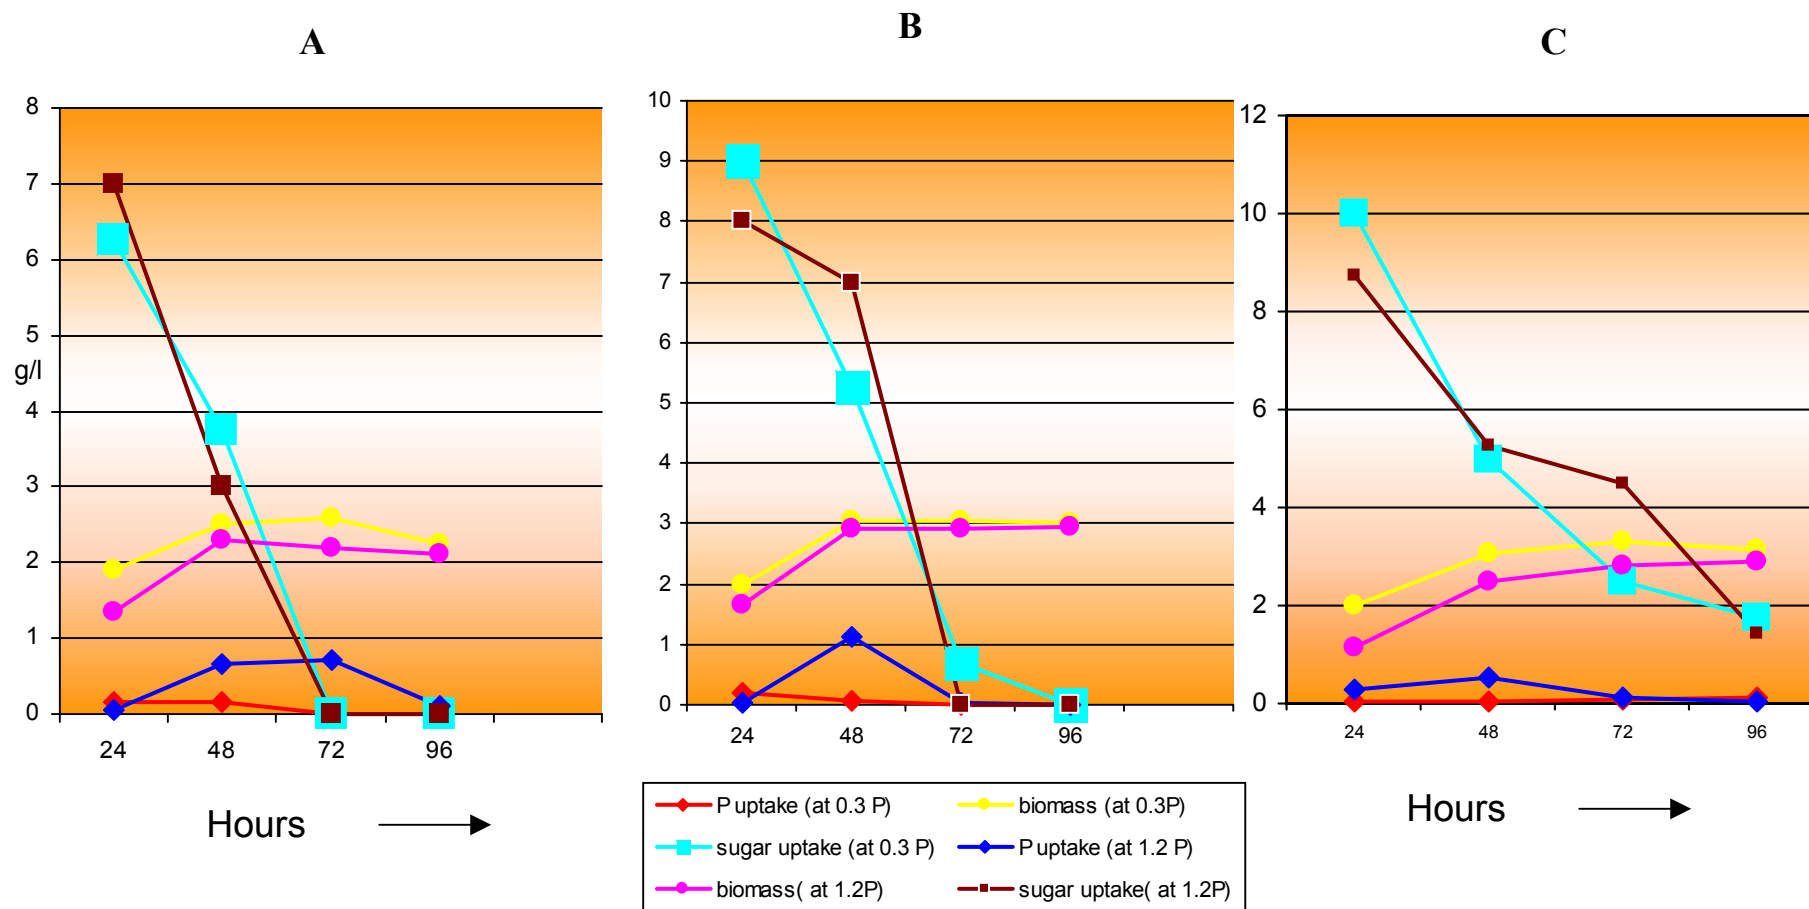 A
B
C
8
7
6
5
g/l
4
3
2
1
0
24 48 72 96
Hours
10
9
8
7
6
5
4
3
2
1
0
24 48 72 96
12
10
8
6
4
2
0
24 48 72 96
Hours
P uptake (at 0.3 P) biomass (at 0.3P)
sugar uptake (at 0.3 P) P uptake (at 1.2 P)
biomass( at 1.2P) sugar uptake( at 1.2P)